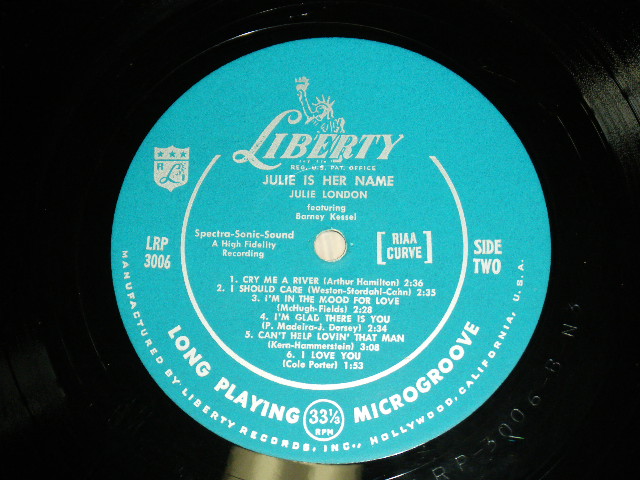 LIBERTY
REG. U.S. PAT. OFFICE
JULIE IS HER NAME
JULIE LONDON
featuring
Barney Kessel
LRP
3006
Spectra-Sonic-Sound
A High Fidelity
Recording
[RIAA
CURVE]
SIDE
TWO
1. CRY ME A RIVER (Arthur Hamilton) 2:36
2. I SHOULD CARE (Weston-Stordahl-Cahn) 2:35
3. I'M IN THE MOOD FOR LOVE
(McHugh-Fields) 2:28
4. I'M GLAD THERE IS YOU
(P. Madeira-J. Dorsey) 2:34
5. CAN'T HELP LOVIN' THAT MAN
(Kern-Hammerstein) 3:08
6. I LOVE YOU
(Cole Porter) 1:53
LONG PLAYING 33⅓ RPM MICROGROOVE
MANUFACTURED BY LIBERTY RECORDS, INC., HOLLYWOOD, CALIFORNIA, U.S.A.